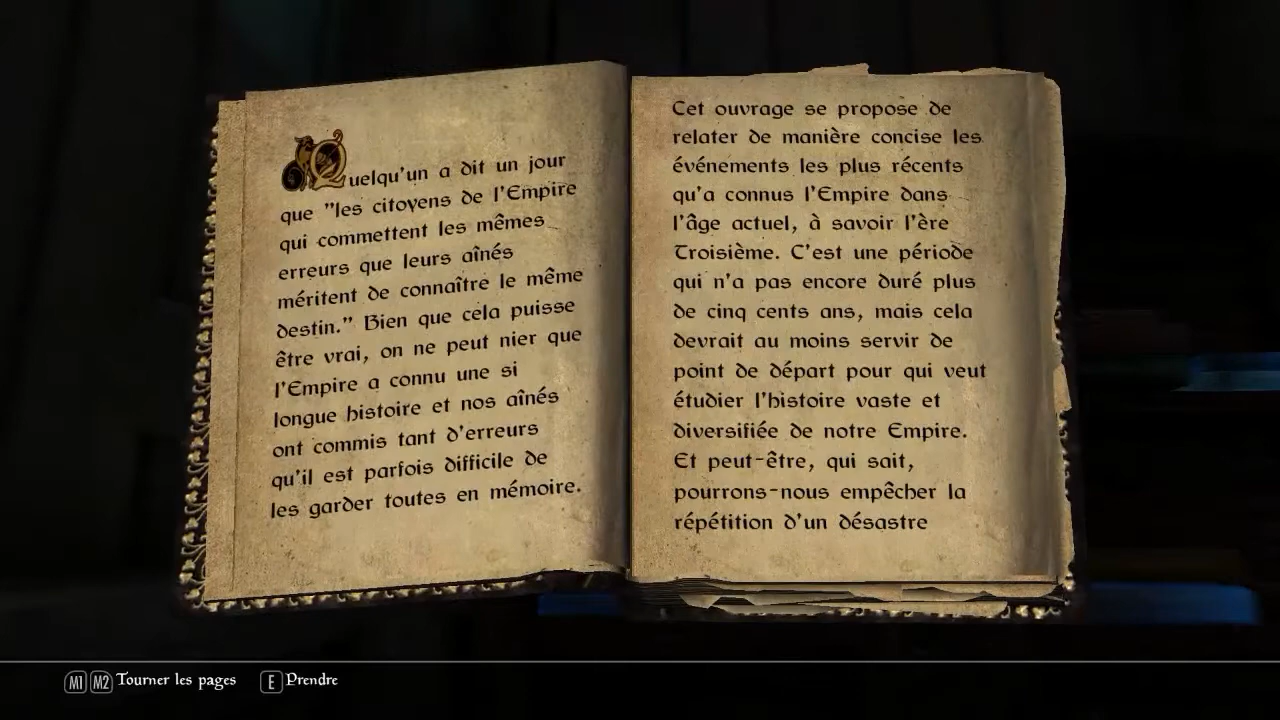 Quelqu'un a dit un jour
que "les citoyens de l'Empire
qui commettent les mêmes
erreurs que leurs aînés
méritent de connaître le même
destin." Bien que cela puisse
être vrai, on ne peut nier que
l'Empire a connu une si
longue histoire et nos aînés
ont commis tant d'erreurs
qu'il est parfois difficile de
les garder toutes en mémoire.
Cet ouvrage se propose de
relater de manière concise les
événements les plus récents
qu'a connus l'Empire dans
l'âge actuel, à savoir l'ère
Troisième. C'est une période
qui n'a pas encore duré plus
de cinq cents ans, mais cela
devrait au moins servir de
point de départ pour qui veut
étudier l'histoire vaste et
diversifiée de notre Empire.
Et peut-être, qui sait,
pourrons-nous empêcher la
répétition d'un désastre
M1 M2 Tourner les pages E Prendre